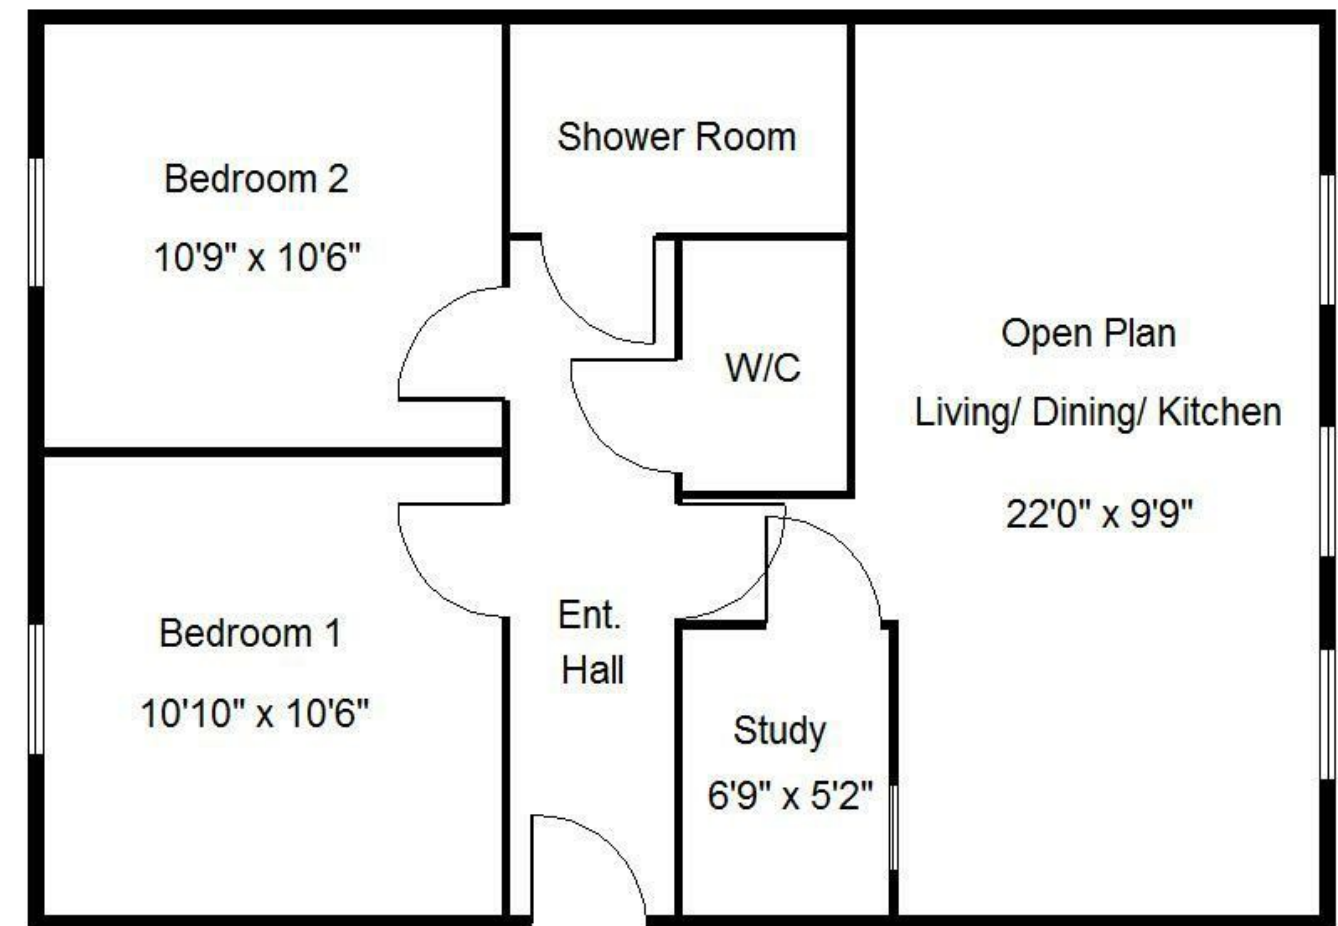 Bedroom 2
10'9" x 10'6"
Shower Room
W/C
Open Plan
Living/ Dining/ Kitchen
22'0" x 9'9"
Bedroom 1
10'10" x 10'6"
Ent.
Hall
Study
6'9" x 5'2"